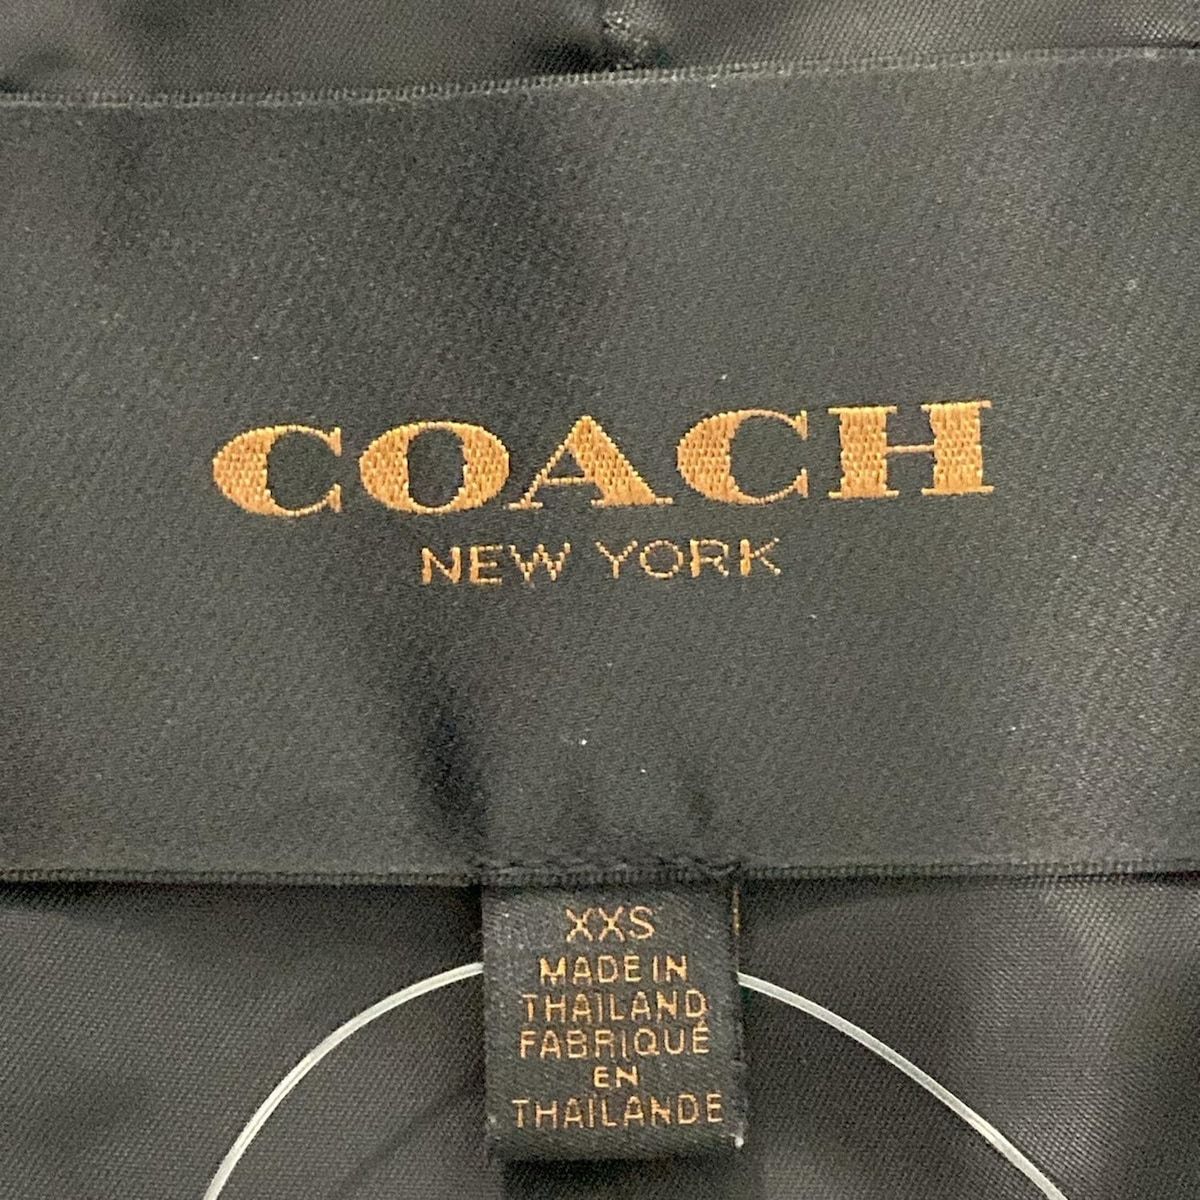 COACH
NEW YORK
XXS
MADE IN
THAILAND
FABRIQUÉ
EN
THAILANDE